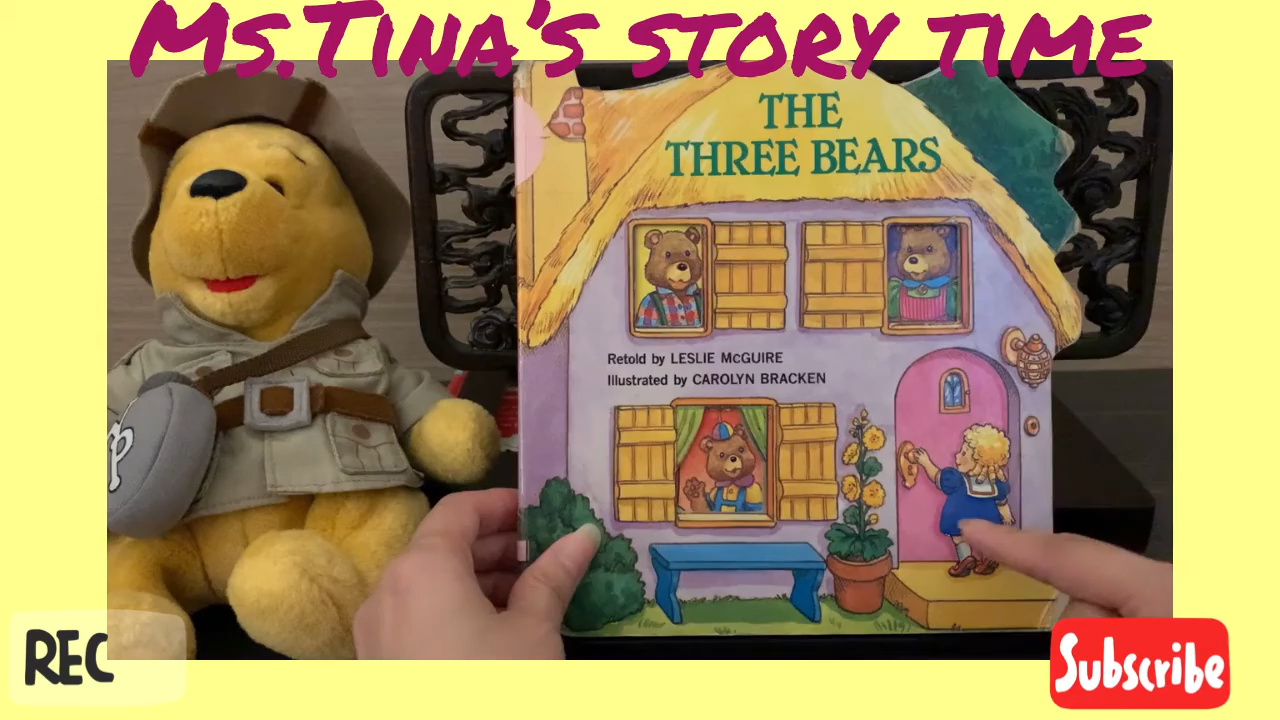 Ms.Tina's story time
THE
THREE BEARS
Retold by LESLIE McGUIRE
Illustrated by CAROLYN BRACKEN
REC
Subscribe